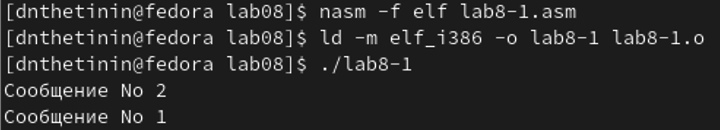 [dnthetinin@fedora lab08]$ nasm -f elf lab8-1.asm
[dnthetinin@fedora lab08]$ ld -m elf_i386 -o lab8-1 lab8-1.o
[dnthetinin@fedora lab08]$ ./lab8-1
Сообщение No 2
Сообщение No 1